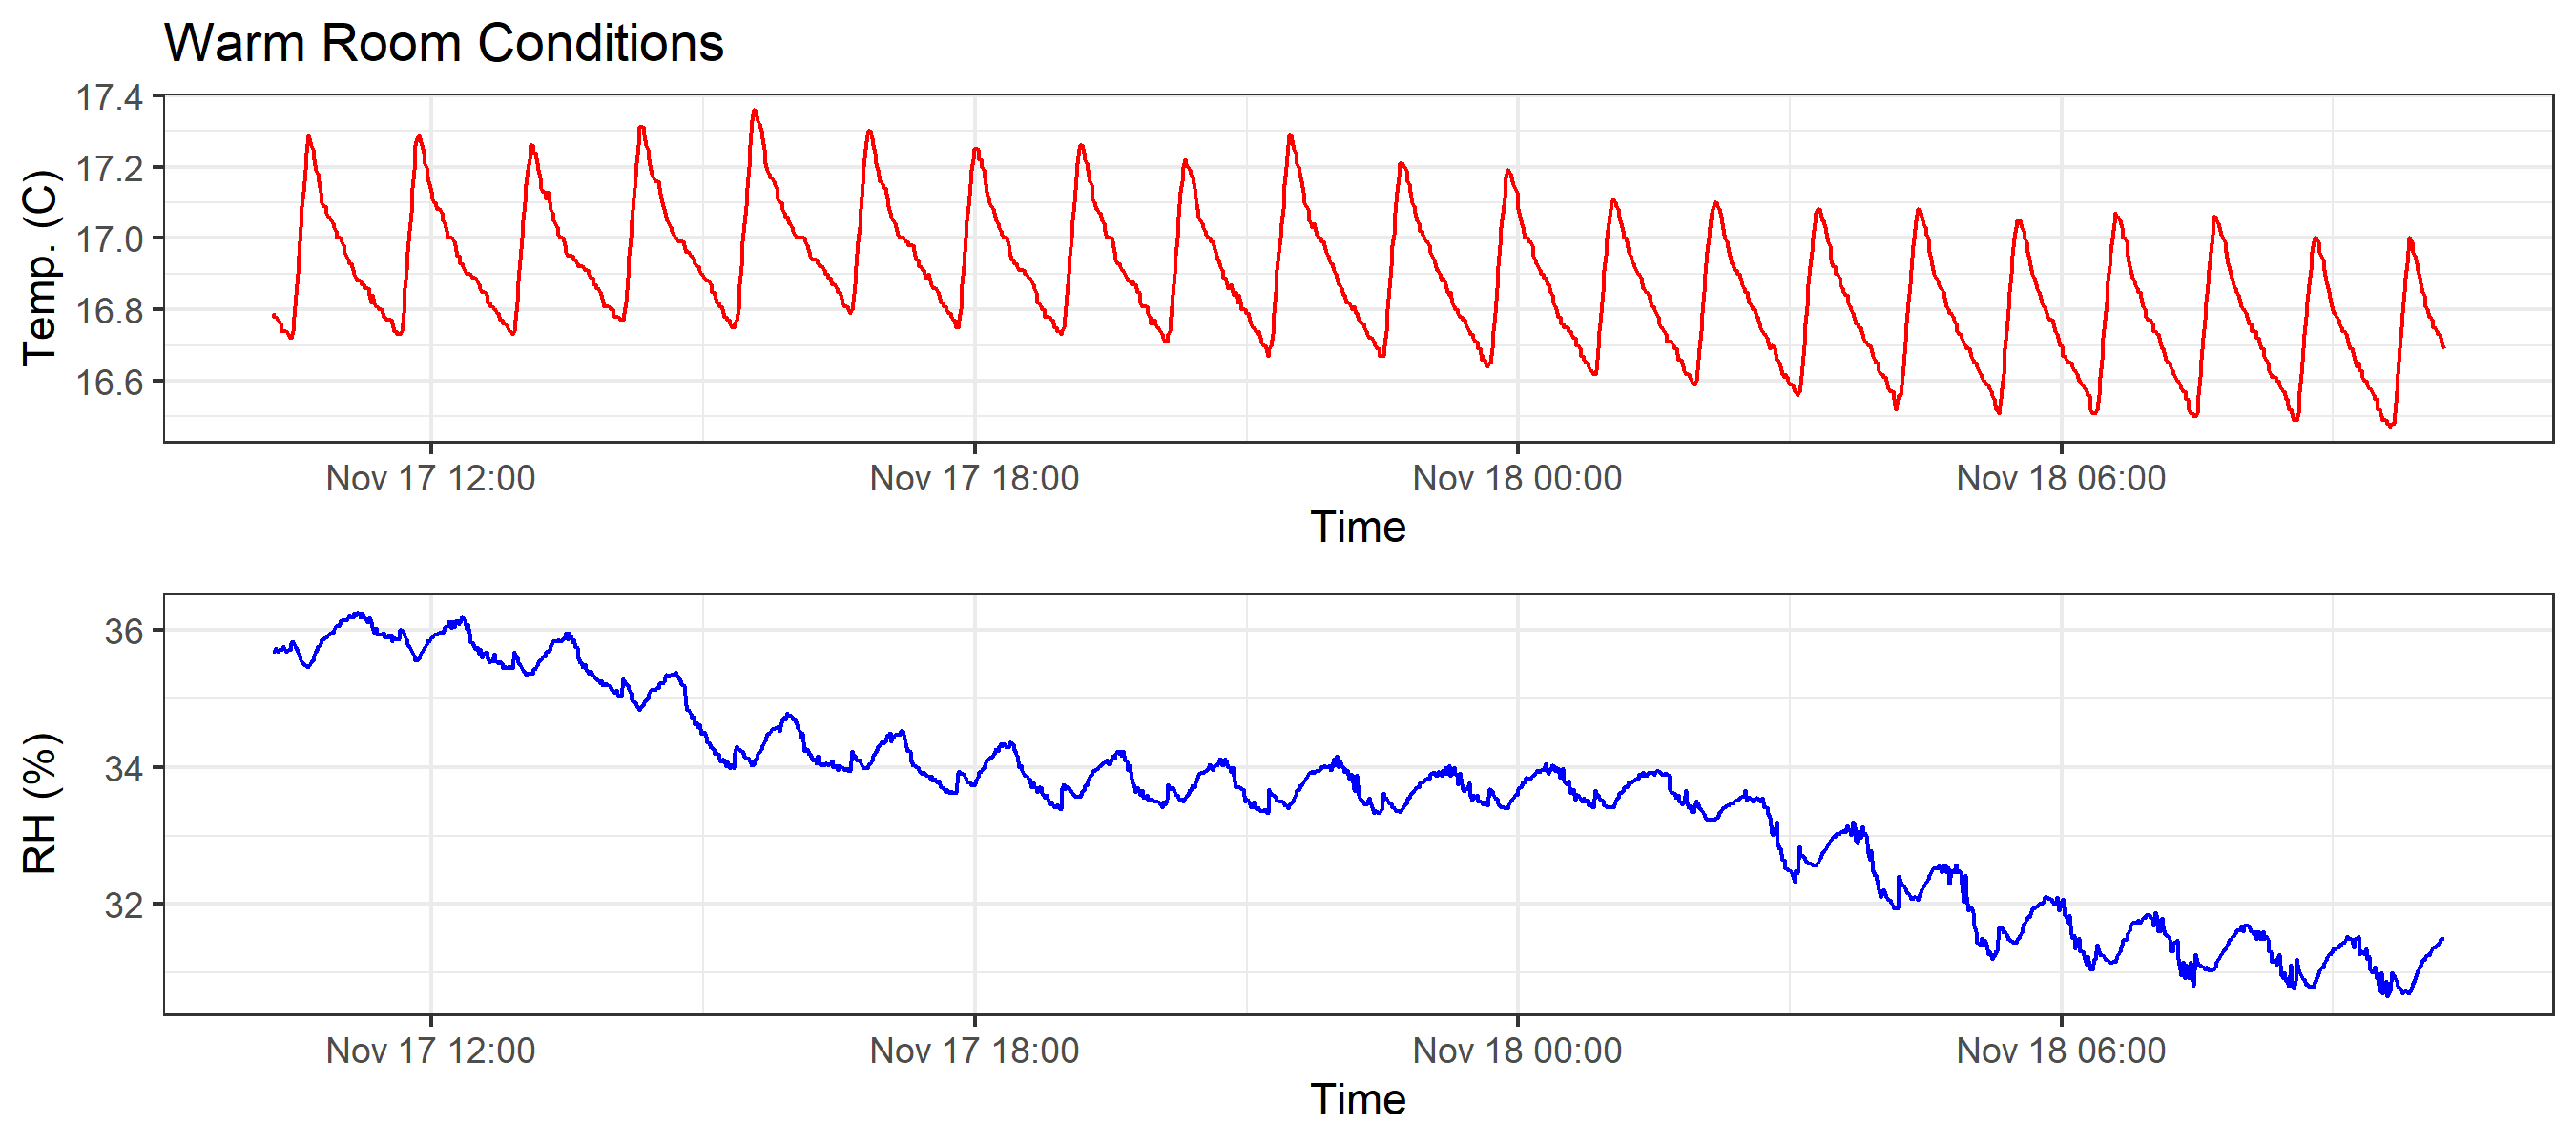 Warm Room Conditions
17.4
17.2
17.0
16.8
16.6
Temp. (C)
Nov 17 12:00 Nov 17 18:00 Nov 18 00:00 Nov 18 06:00
Time
36
34
32
RH (%)
Nov 17 12:00 Nov 17 18:00 Nov 18 00:00 Nov 18 06:00
Time